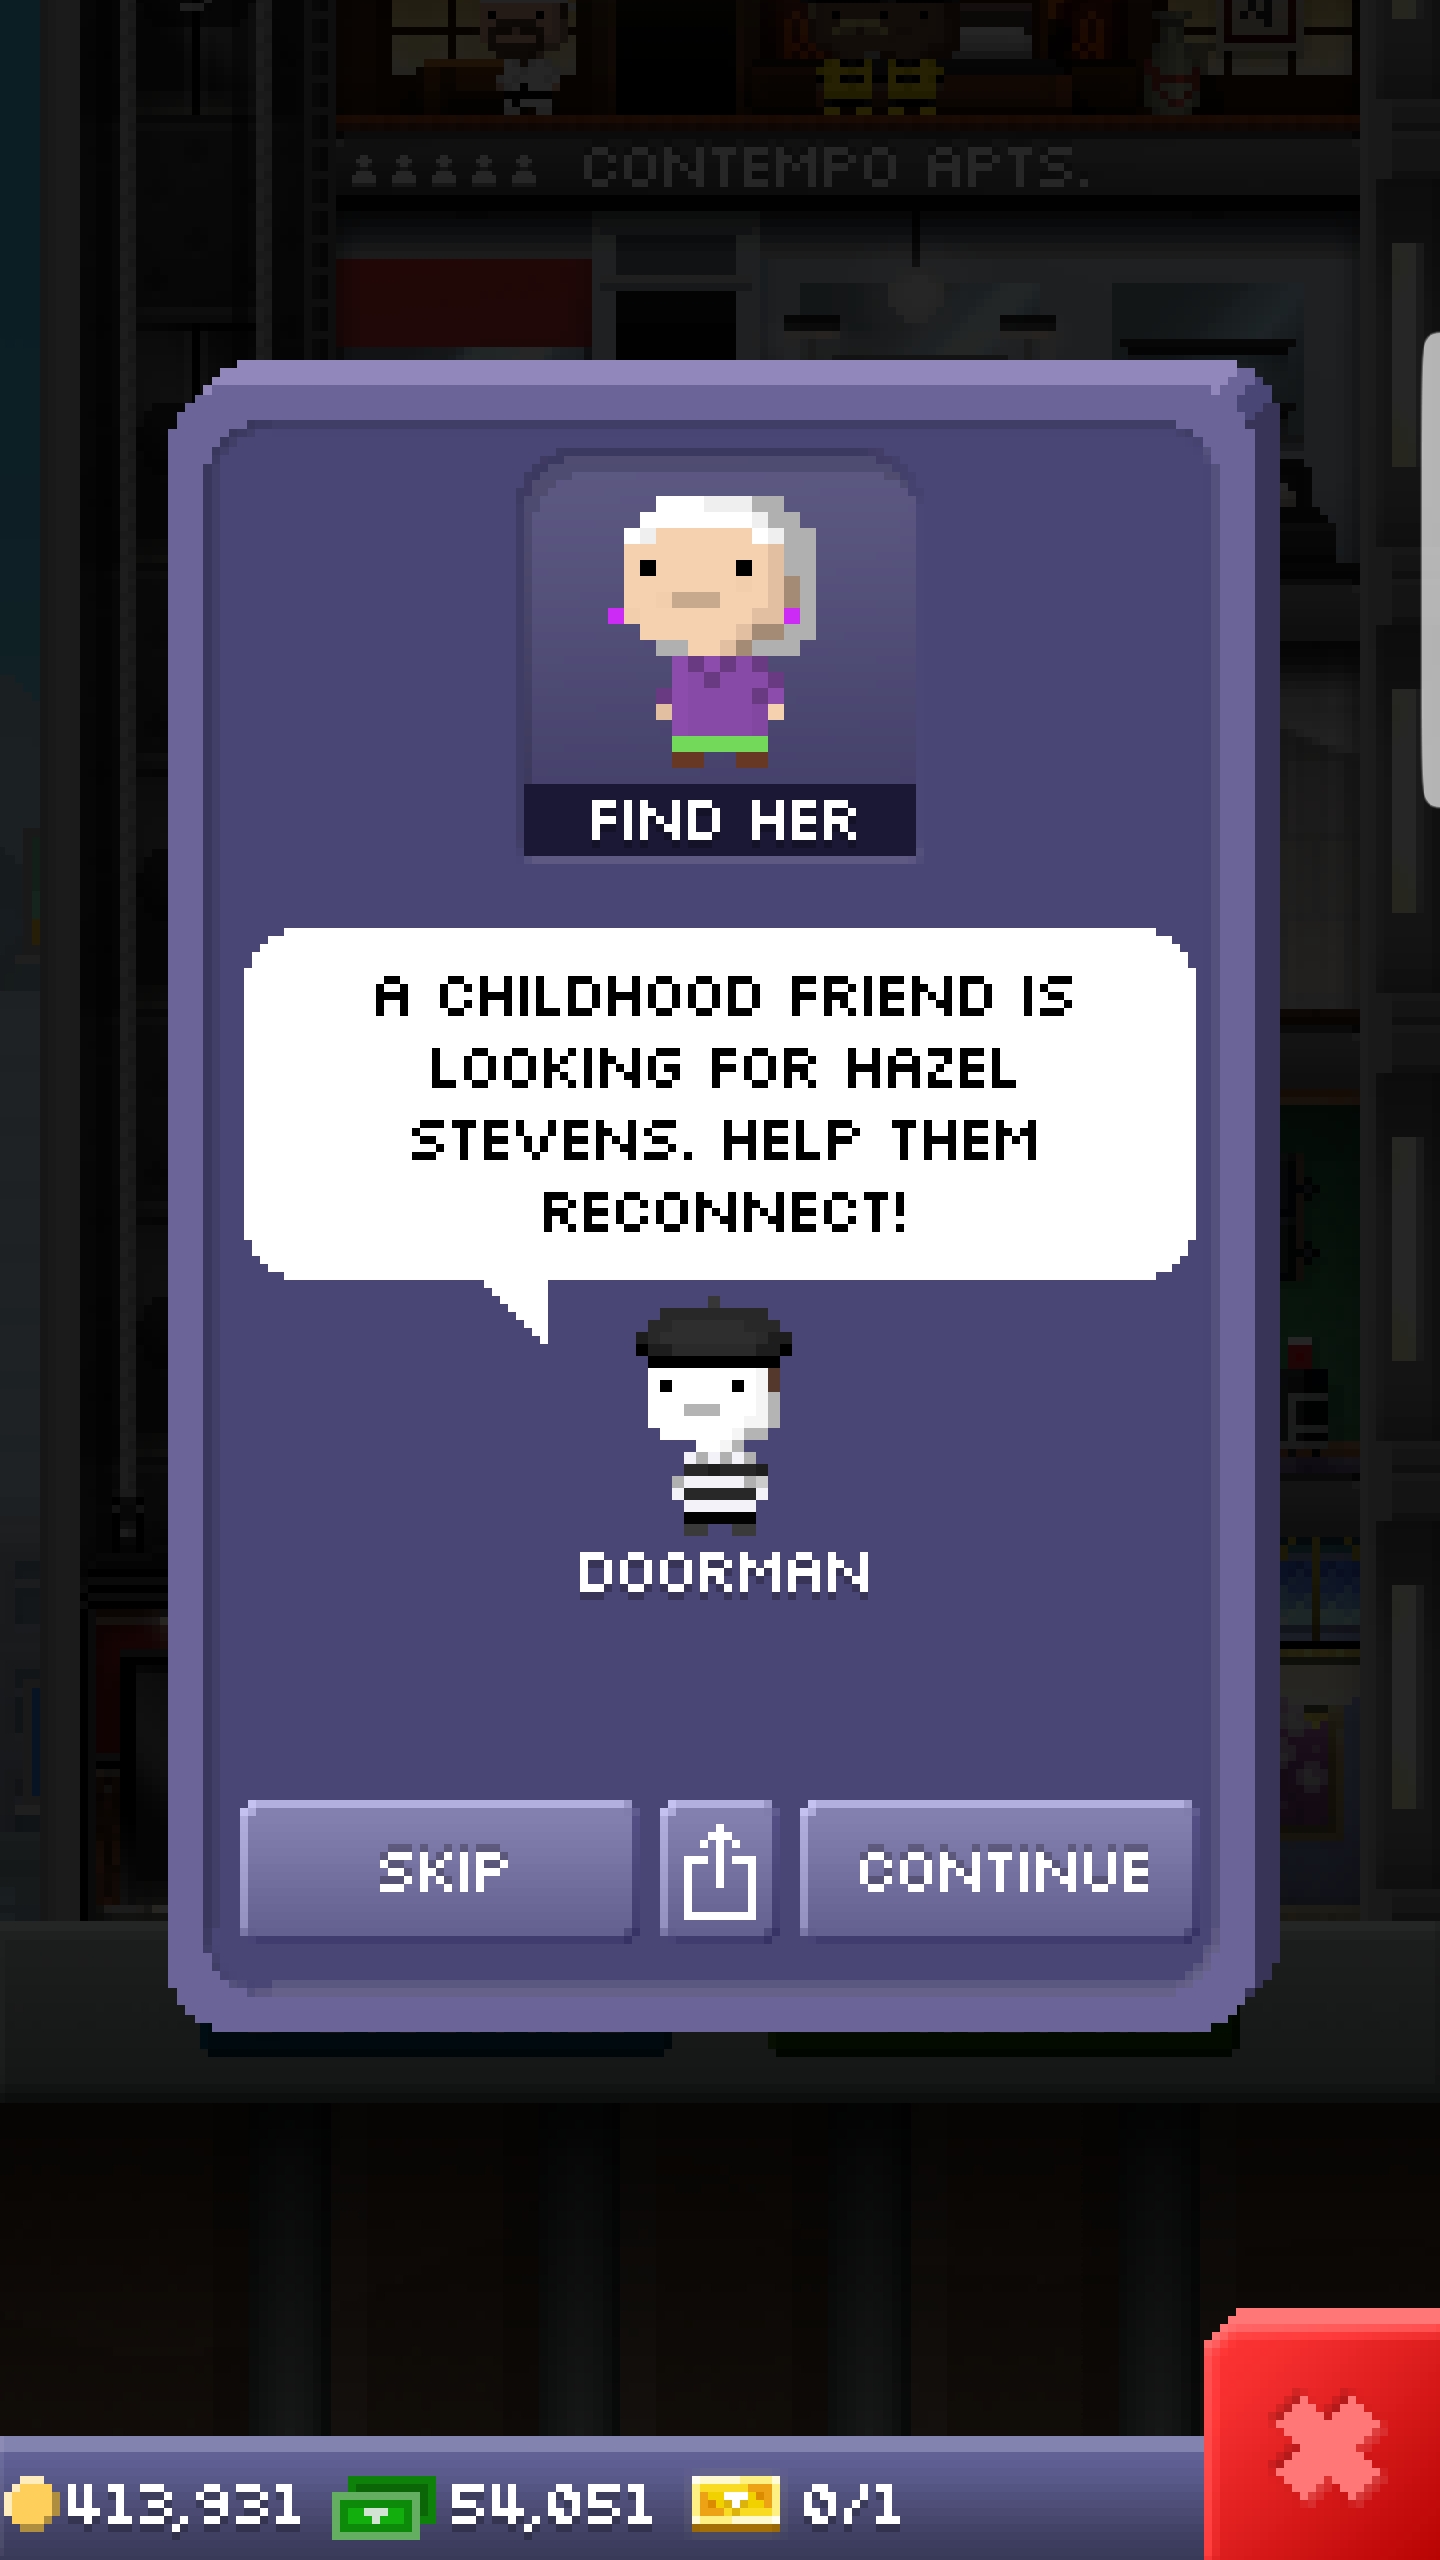 CONTEMPO APTS.
FIND HER
A CHILDHOOD FRIEND IS
LOOKING FOR HAZEL
STEVENS. HELP THEM
RECONNECT!
DOORMAN
SKIP
CONTINUE
413,931 54,051 0/1